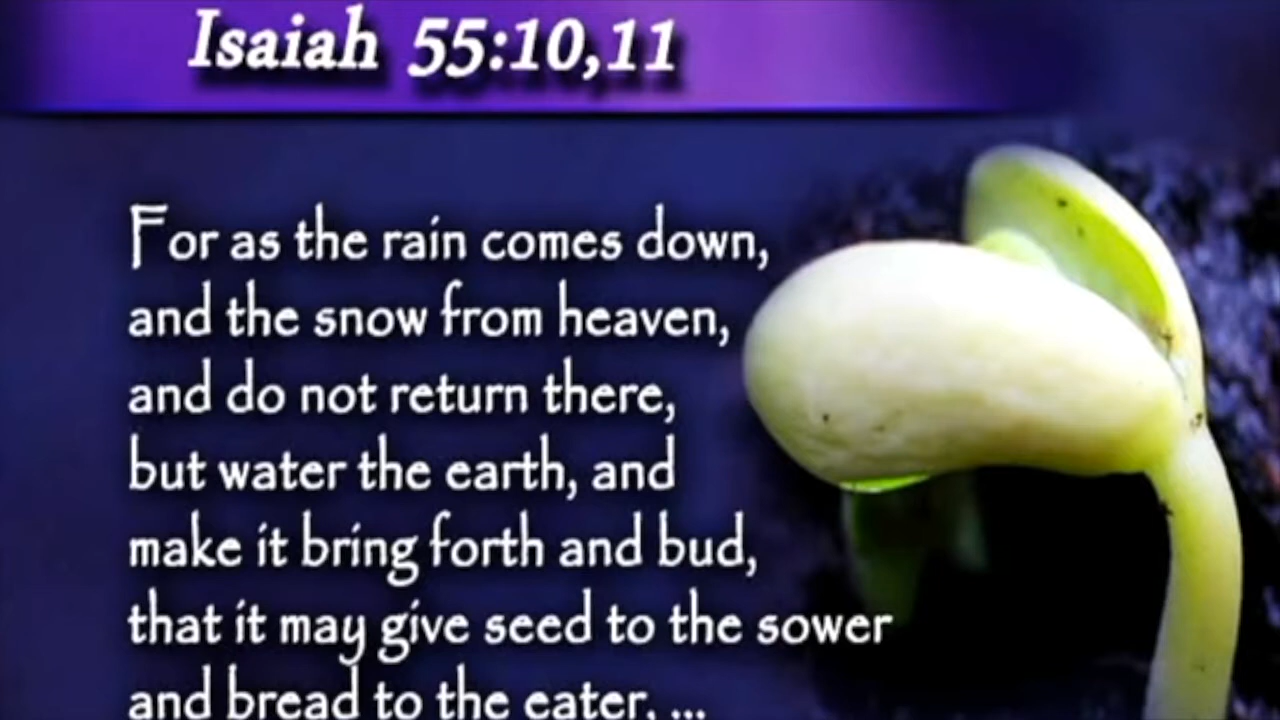 Isaiah 55:10,11
For as the rain comes down,
and the snow from heaven,
and do not return there,
but water the earth, and
make it bring forth and bud,
that it may give seed to the sower
and bread to the eater, ...